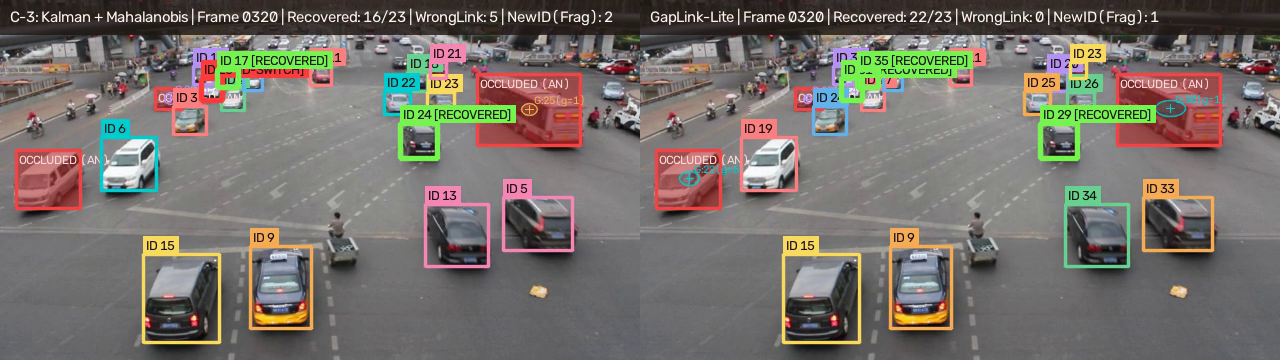 C-3: Kalman + Mahalanobis | Frame 0320 | Recovered: 16/23 | WrongLink: 5 | NewID(Frag): 2
GapLink-Lite | Frame 0320 | Recovered: 22/23 | WrongLink: 0 | NewID(Frag): 1
ID 17 [RECOVERED]
ID 21
ID 22
ID 23
OCCLUDED (AN)
ID 3
ID 24 [RECOVERED]
ID 6
OCCLUDED (AN)
ID 13
ID 5
ID 15
ID 9
ID 35 [RECOVERED]
ID 23
ID 25
ID 26
OCCLUDED (AN)
ID 29 [RECOVERED]
ID 19
OCCLUDED (AN)
ID 34
ID 33
ID 15
ID 9